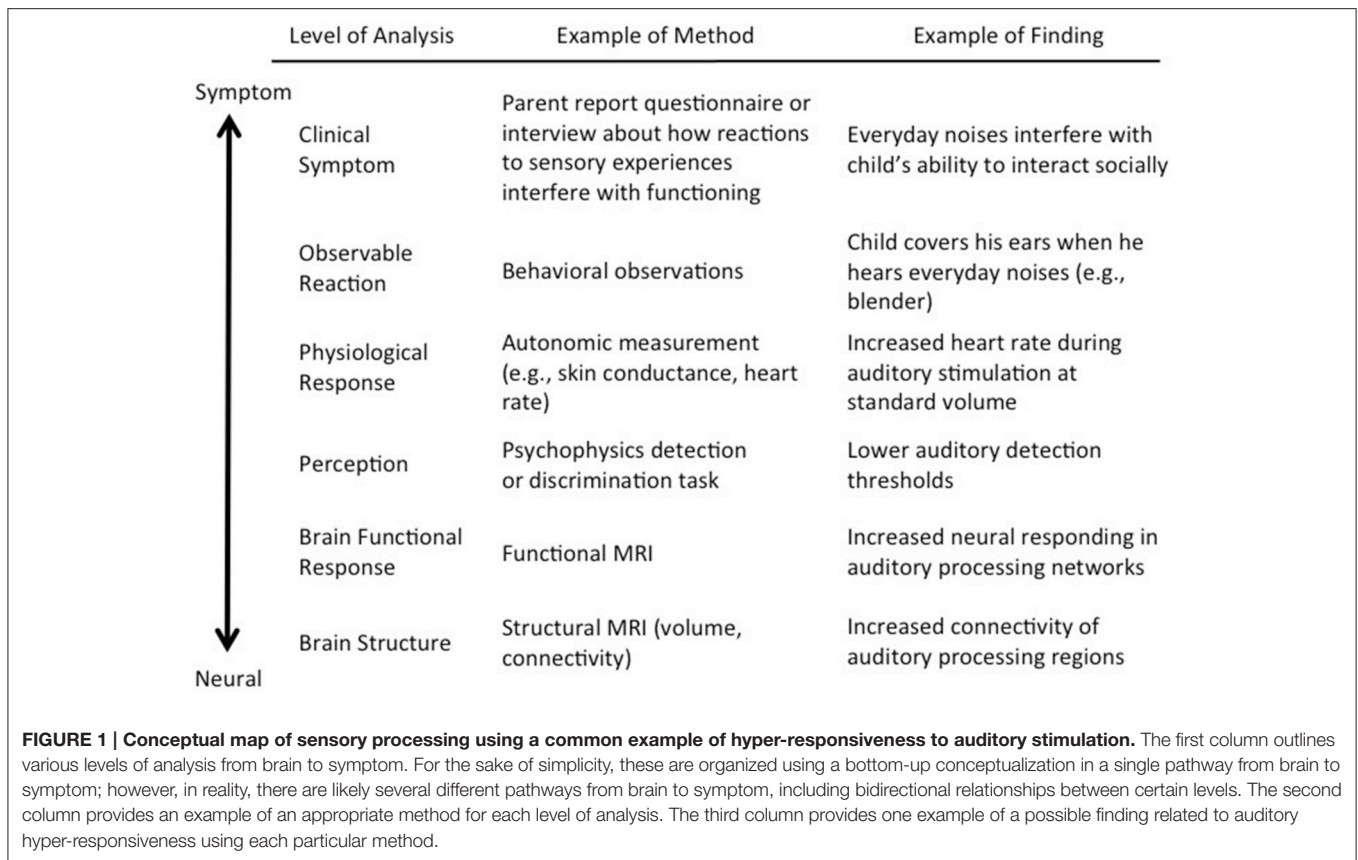 Level of Analysis Example of Method Example of Finding
Symptom
Clinical
Symptom
Parent report questionnaire or
interview about how reactions
to sensory experiences
interfere with functioning
Everyday noises interfere with
child's ability to interact socially
Observable
Reaction
Behavioral observations
Child covers his ears when he
hears everyday noises (e.g.,
blender)
Physiological
Response
Autonomic measurement
(e.g., skin conductance, heart
rate)
Increased heart rate during
auditory stimulation at
standard volume
Perception
Psychophysics detection
or discrimination task
Lower auditory detection
thresholds
Brain Functional
Response
Functional MRI
Increased neural responding in
auditory processing networks
Brain Structure
Structural MRI (volume,
connectivity)
Increased connectivity of
auditory processing regions
Neural
FIGURE 1 | Conceptual map of sensory processing using a common example of hyper-responsiveness to auditory stimulation. The first column outlines
various levels of analysis from brain to symptom. For the sake of simplicity, these are organized using a bottom-up conceptualization in a single pathway from brain to
symptom; however, in reality, there are likely several different pathways from brain to symptom, including bidirectional relationships between certain levels. The second
column provides an example of an appropriate method for each level of analysis. The third column provides one example of a possible finding related to auditory
hyper-responsiveness using each particular method.